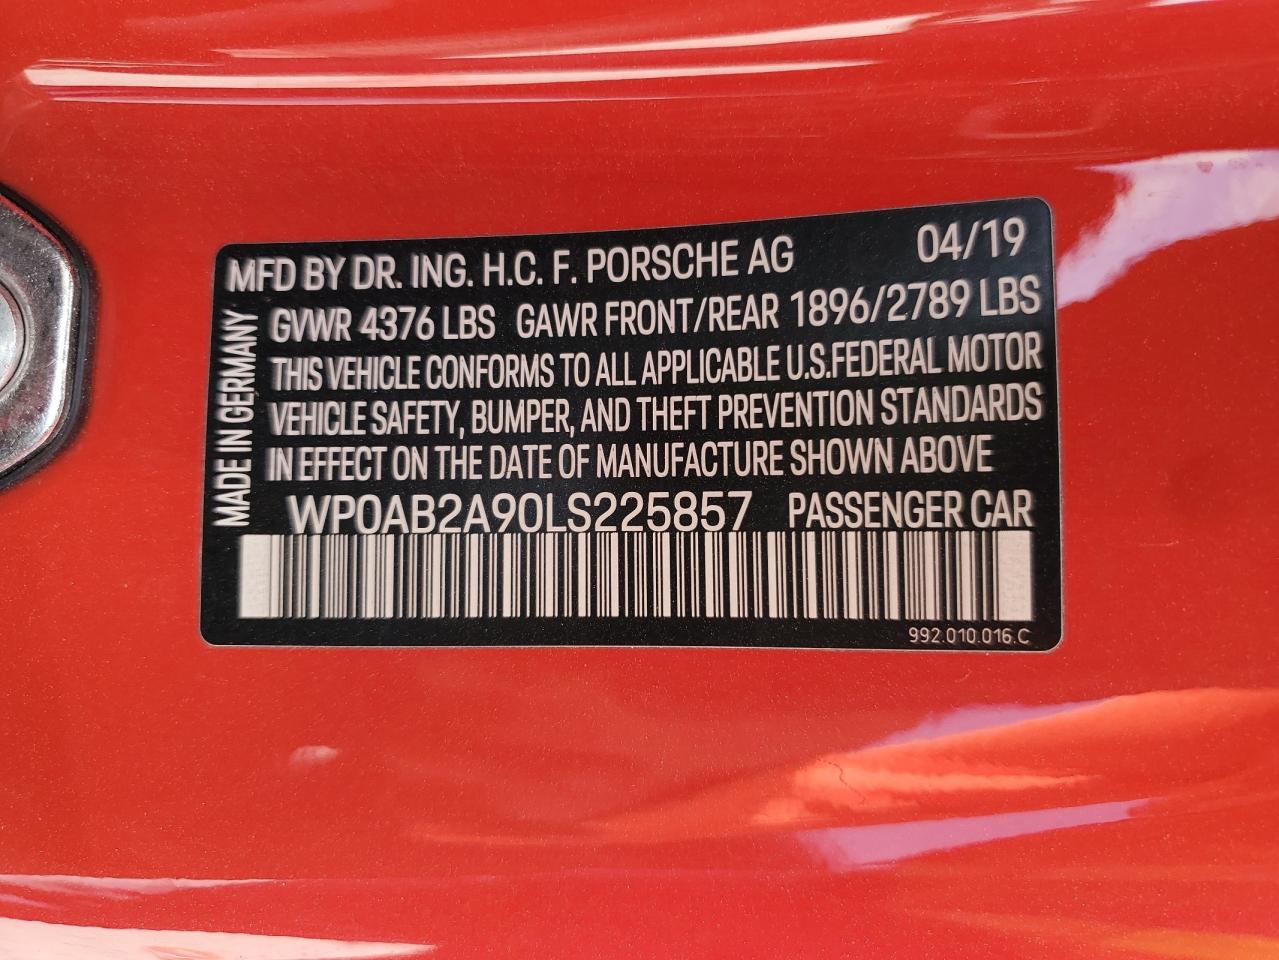 MFD BY DR. ING. H.C. F. PORSCHE AG 04/19
GVWR 4376 LBS GAWR FRONT/REAR 1896/2789 LBS
THIS VEHICLE CONFORMS TO ALL APPLICABLE U.S.FEDERAL MOTOR
VEHICLE SAFETY, BUMPER, AND THEFT PREVENTION STANDARDS
IN EFFECT ON THE DATE OF MANUFACTURE SHOWN ABOVE
WP0AB2A90LS225857 PASSENGER CAR
992.010.016.C
MADE IN GERMANY